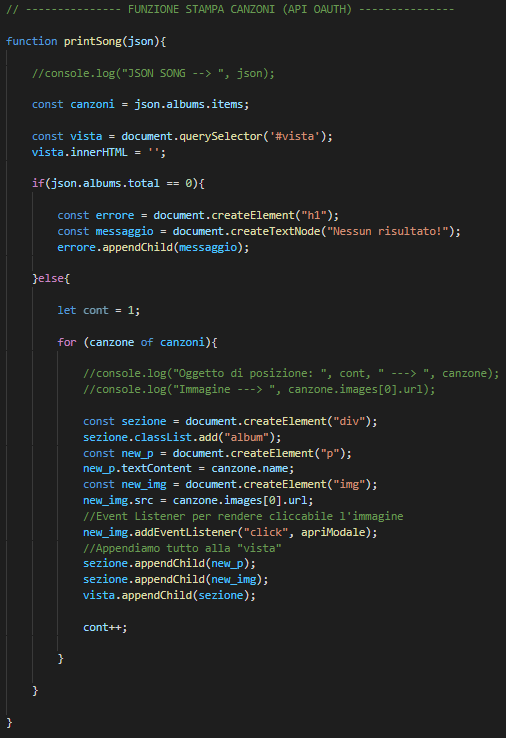 // --------------- FUNZIONE STAMPA CANZONI (API OAUTH) ---------------
function printSong(json){
//console.log("JSON SONG --> ", json);
const canzoni = json.albums.items;
const vista = document.querySelector('#vista');
vista.innerHTML = '';
if(json.albums.total == 0){
const errore = document.createElement("h1");
const messaggio = document.createTextNode("Nessun risultato!");
errore.appendChild(messaggio);
}else{
let cont = 1;
for (canzone of canzoni){
//console.log("Oggetto di posizione: ", cont, " ---> ", canzone);
//console.log("Immagine ---> ", canzone.images[0].url);
const sezione = document.createElement("div");
sezione.classList.add("album");
const new_p = document.createElement("p");
new_p.textContent = canzone.name;
const new_img = document.createElement("img");
new_img.src = canzone.images[0].url;
//Event Listener per rendere cliccabile l'immagine
new_img.addEventListener("click", apriModale);
//Appendiamo tutto alla "vista"
sezione.appendChild(new_p);
sezione.appendChild(new_img);
vista.appendChild(sezione);
cont++;
}
}
}